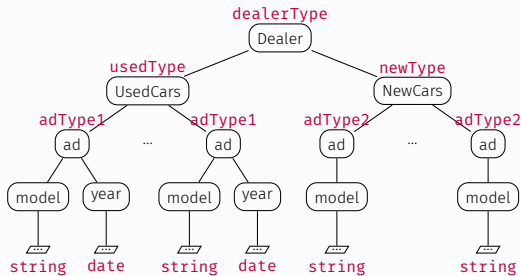 dealerType
Dealer
usedType newType
UsedCars NewCars
adType1 adType1 adType2 adType2
ad ... ad ad ... ad
model year model year model model
... ... ... ... ... ...
string date string date string string